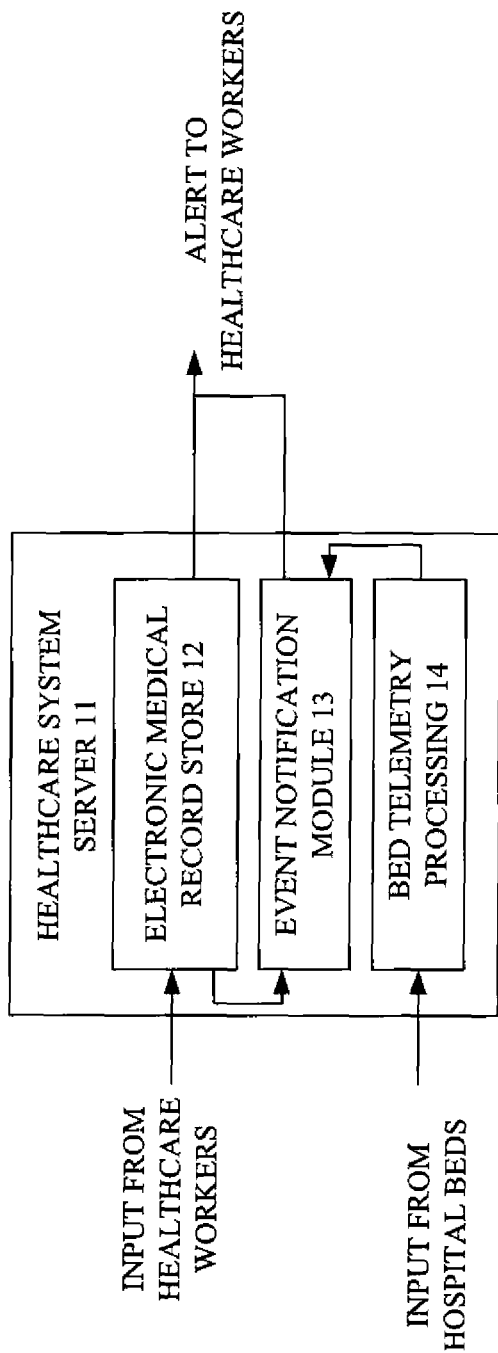 HEALTHCARE SYSTEM
SERVER 11
INPUT FROM
HEALTHCARE
WORKERS
ELECTRONIC MEDICAL
RECORD STORE 12
ALERT TO
HEALTHCARE WORKERS
EVENT NOTIFICATION
MODULE 13
INPUT FROM
HOSPITAL BEDS
BED TELEMETRY
PROCESSING 14